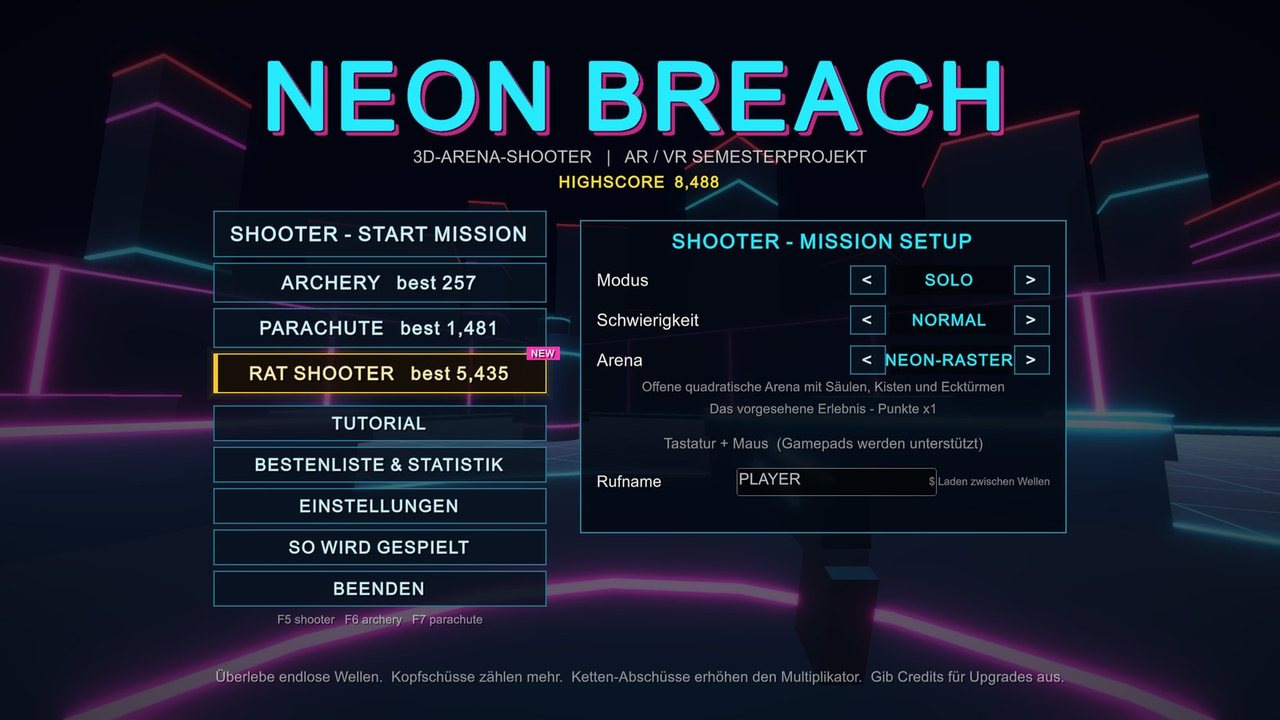 NEON BREACH
3D-ARENA-SHOOTER | AR / VR SEMESTERPROJEKT
HIGHSCORE 8,488
SHOOTER - START MISSION
ARCHERY best 257
PARACHUTE best 1,481
NEW
RAT SHOOTER best 5,435
TUTORIAL
BESTENLISTE & STATISTIK
EINSTELLUNGEN
SO WIRD GESPIELT
BEENDEN
F5 shooter F6 archery F7 parachute
SHOOTER - MISSION SETUP
Modus < SOLO >
Schwierigkeit < NORMAL >
Arena < NEON-RASTER >
Offene quadratische Arena mit Säulen, Kisten und Ecktürmen
Das vorgesehene Erlebnis - Punkte x1
Tastatur + Maus (Gamepads werden unterstützt)
Rufname PLAYER $ Laden zwischen Wellen
Überlebe endlose Wellen. Kopfschüsse zählen mehr. Ketten-Abschüsse erhöhen den Multiplikator. Gib Credits für Upgrades aus.